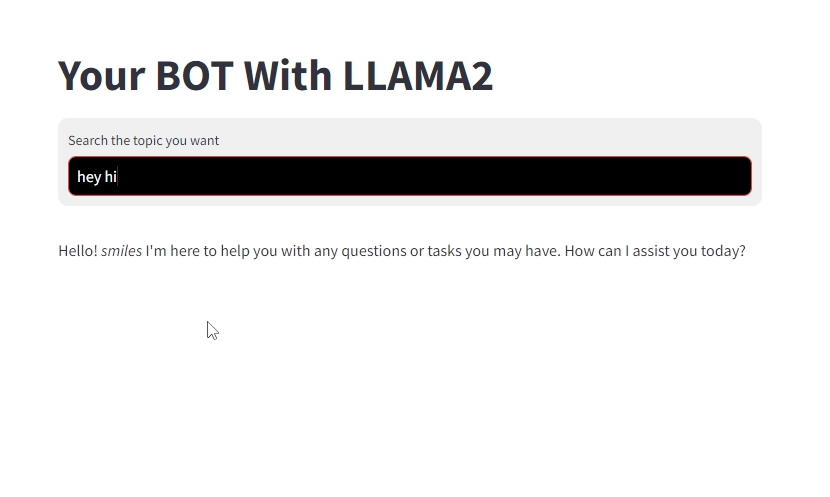 Your BOT With LLAMA2
Search the topic you want
hey hi
Hello! smiles I'm here to help you with any questions or tasks you may have. How can I assist you today?